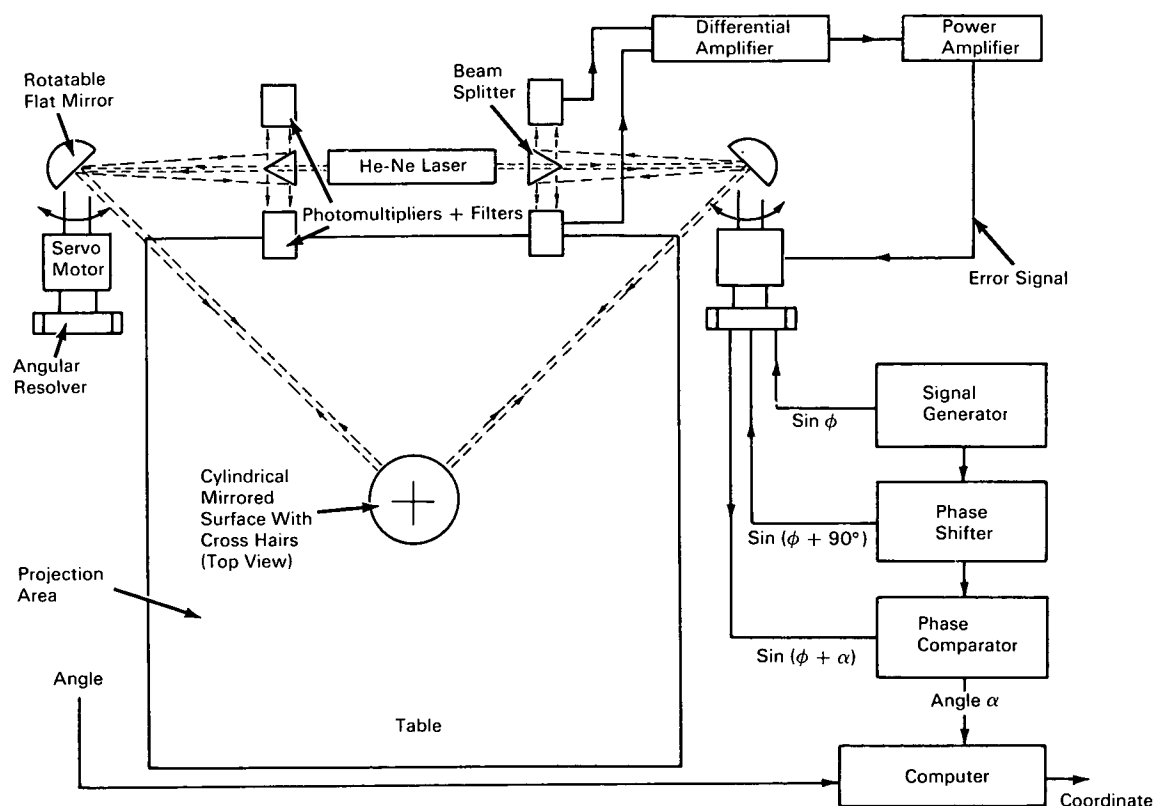 Differential
Amplifier
Power
Amplifier
Rotatable
Flat Mirror
Beam
Splitter
He-Ne Laser
Photomultipliers + Filters
Servo
Motor
Error Signal
Angular
Resolver
Signal
Generator
Sin ϕ
Cylindrical
Mirrored
Surface With
Cross Hairs
(Top View)
Phase
Shifter
Sin (ϕ + 90°)
Projection
Area
Phase
Comparator
Sin (ϕ + α)
Angle
Angle α
Table
Computer
Coordinate